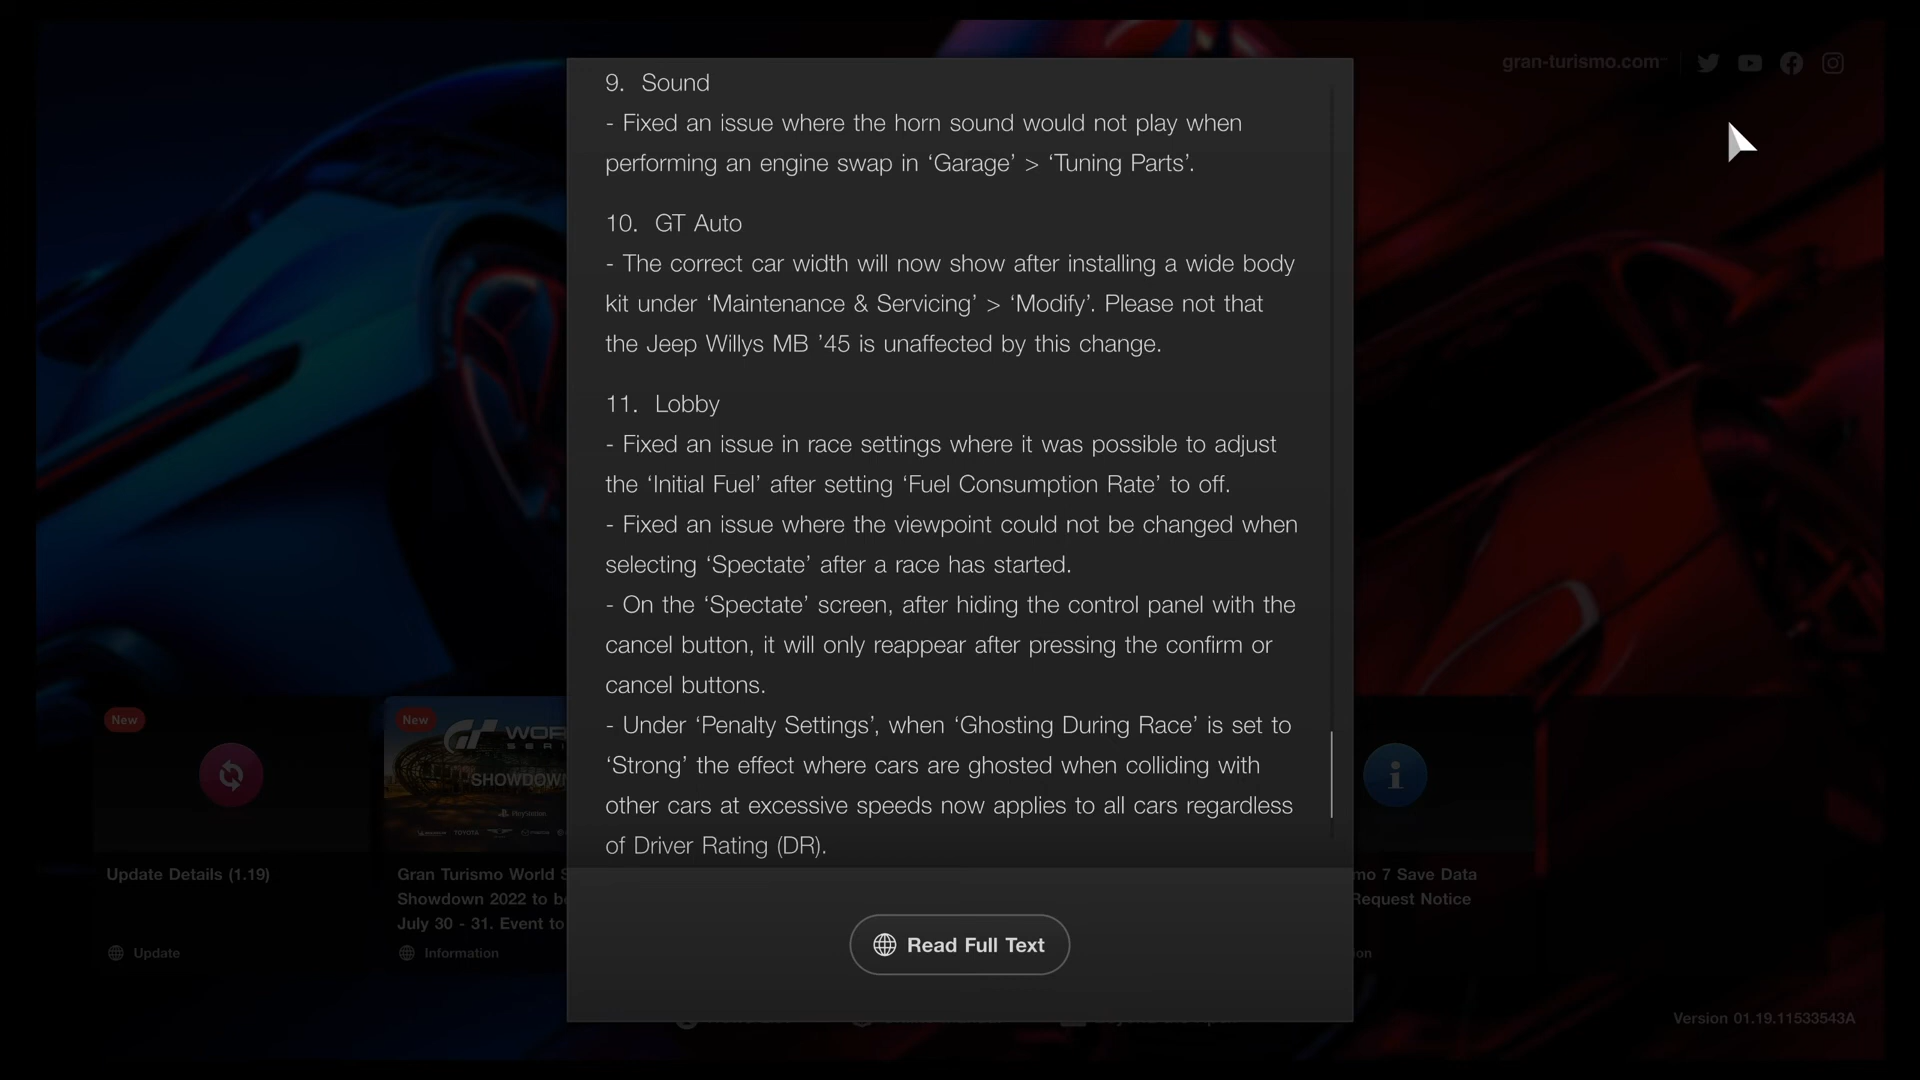 gran-turismo.com
9. Sound
- Fixed an issue where the horn sound would not play when
performing an engine swap in ‘Garage’ > ‘Tuning Parts’.
10. GT Auto
- The correct car width will now show after installing a wide body
kit under ‘Maintenance & Servicing’ > ‘Modify’. Please not that
the Jeep Willys MB ’45 is unaffected by this change.
11. Lobby
- Fixed an issue in race settings where it was possible to adjust
the ‘Initial Fuel’ after setting ‘Fuel Consumption Rate’ to off.
- Fixed an issue where the viewpoint could not be changed when
selecting ‘Spectate’ after a race has started.
- On the ‘Spectate’ screen, after hiding the control panel with the
cancel button, it will only reappear after pressing the confirm or
cancel buttons.
- Under ‘Penalty Settings’, when ‘Ghosting During Race’ is set to
‘Strong’ the effect where cars are ghosted when colliding with
other cars at excessive speeds now applies to all cars regardless
of Driver Rating (DR).
Read Full Text
New
Update Details (1.19)
Update
New
GT WOR
SERI
SHOWDOWN
PlayStation
TOYOTA
Gran Turismo World S
Showdown 2022 to be
July 30 - 31. Event to
Information
mo 7 Save Data
Request Notice
on
Version 01.19.11533543A